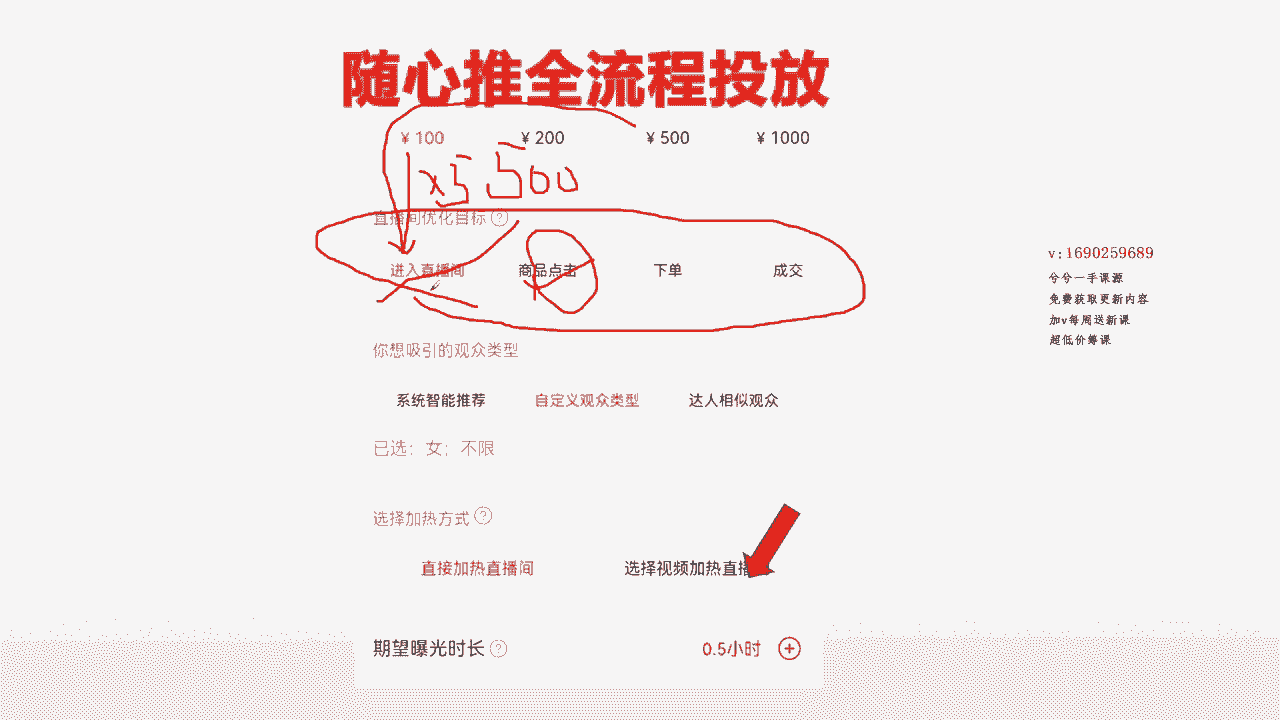 随心推全流程投放
¥ 100 ¥ 200 ¥ 500 ¥ 1000
x5 500
直播间优化目标 ?
进入直播间 商品点击 下单 成交
你想吸引的观众类型
系统智能推荐 自定义观众类型 达人相似观众
已选：女；不限
选择加热方式 ?
直接加热直播间 选择视频加热直播
期望曝光时长 ? 0.5小时 +
v:1690259689
兮兮一手课源
免费获取更新内容
加v每周送新课
超低价筹课